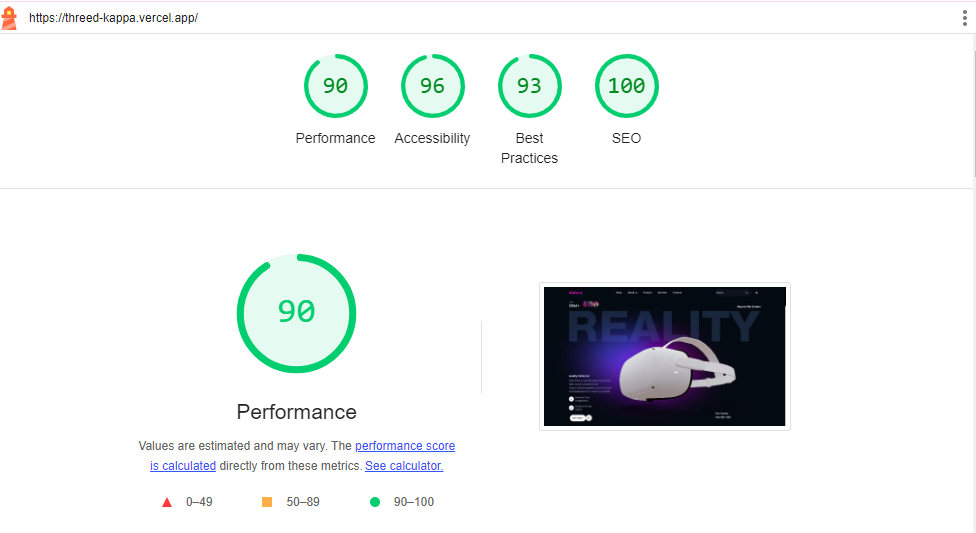 https://threed-kappa.vercel.app/
90
96
93
100
Performance
Accessibility
Best
Practices
SEO
90
Performance
Values are estimated and may vary. The performance score
is calculated directly from these metrics. See calculator.
0–49
50–89
90–100
REALITY